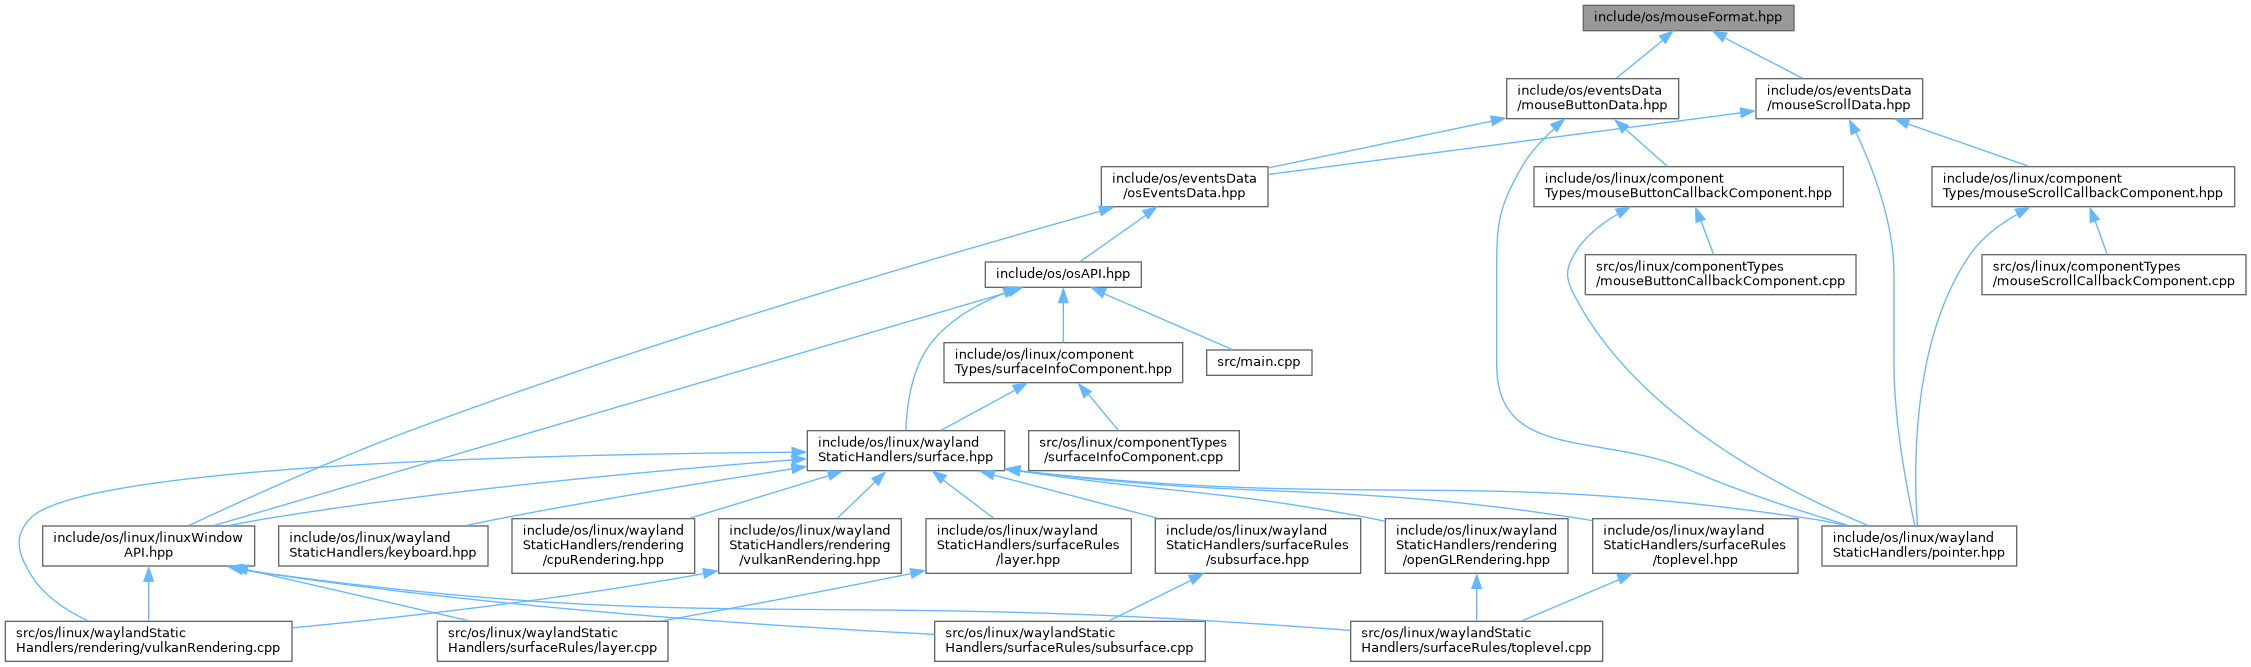 include/os/mouseFormat.hpp
include/os/eventsData
/mouseButtonData.hpp
include/os/eventsData
/mouseScrollData.hpp
include/os/eventsData
/osEventsData.hpp
include/os/linux/component
Types/mouseButtonCallbackComponent.hpp
include/os/linux/component
Types/mouseScrollCallbackComponent.hpp
include/os/osAPI.hpp
src/os/linux/componentTypes
/mouseButtonCallbackComponent.cpp
src/os/linux/componentTypes
/mouseScrollCallbackComponent.cpp
include/os/linux/component
Types/surfaceInfoComponent.hpp
src/main.cpp
include/os/linux/wayland
StaticHandlers/surface.hpp
src/os/linux/componentTypes
/surfaceInfoComponent.cpp
include/os/linux/linuxWindow
API.hpp
include/os/linux/wayland
StaticHandlers/keyboard.hpp
include/os/linux/wayland
StaticHandlers/rendering
/cpuRendering.hpp
include/os/linux/wayland
StaticHandlers/rendering
/vulkanRendering.hpp
include/os/linux/wayland
StaticHandlers/surfaceRules
/layer.hpp
include/os/linux/wayland
StaticHandlers/surfaceRules
/subsurface.hpp
include/os/linux/wayland
StaticHandlers/rendering
/openGLRendering.hpp
include/os/linux/wayland
StaticHandlers/surfaceRules
/toplevel.hpp
include/os/linux/wayland
StaticHandlers/pointer.hpp
src/os/linux/waylandStatic
Handlers/rendering/vulkanRendering.cpp
src/os/linux/waylandStatic
Handlers/surfaceRules/layer.cpp
src/os/linux/waylandStatic
Handlers/surfaceRules/subsurface.cpp
src/os/linux/waylandStatic
Handlers/surfaceRules/toplevel.cpp